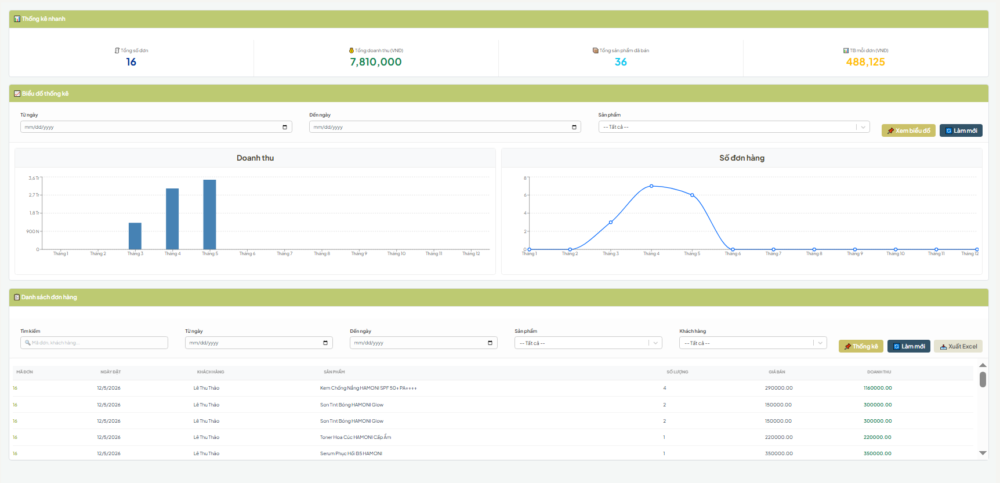 Thống kê nhanh
Tổng số đơn
16
Tổng doanh thu (VNĐ)
7,810,000
Tổng sản phẩm đã bán
36
TB mỗi đơn (VNĐ)
488,125
Biểu đồ thống kê
Từ ngày
Đến ngày
Sản phẩm
mm/dd/yyyy
mm/dd/yyyy
-- Tất cả --
Xem biểu đồ
Làm mới
Doanh thu
3,6 Tr
2,7 Tr
1,8 Tr
900 N
0
Tháng 1 Tháng 2 Tháng 3 Tháng 4 Tháng 5 Tháng 6 Tháng 7 Tháng 8 Tháng 9 Tháng 10 Tháng 11 Tháng 12
Số đơn hàng
8
6
4
2
0
Tháng 1 Tháng 2 Tháng 3 Tháng 4 Tháng 5 Tháng 6 Tháng 7 Tháng 8 Tháng 9 Tháng 10 Tháng 11 Tháng 12
Danh sách đơn hàng
Tìm kiếm
Từ ngày
Đến ngày
Sản phẩm
Khách hàng
Mã đơn, khách hàng...
mm/dd/yyyy
mm/dd/yyyy
-- Tất cả --
-- Tất cả --
Thống kê
Làm mới
Xuất Excel
MÃ ĐƠN NGÀY ĐẶT KHÁCH HÀNG SẢN PHẨM SỐ LƯỢNG GIÁ BÁN DOANH THU
16 12/5/2026 Lê Thu Thảo Kem Chống Nắng HAMONI SPF 50+ PA++++ 4 290000.00 1160000.00
16 12/5/2026 Lê Thu Thảo Son Tint Bóng HAMONI Glow 2 150000.00 300000.00
16 12/5/2026 Lê Thu Thảo Son Tint Bóng HAMONI Glow 2 150000.00 300000.00
16 12/5/2026 Lê Thu Thảo Toner Hoa Cúc HAMONI Cấp Ẩm 1 220000.00 220000.00
16 12/5/2026 Lê Thu Thảo Serum Phục Hồi B5 HAMONI 1 350000.00 350000.00